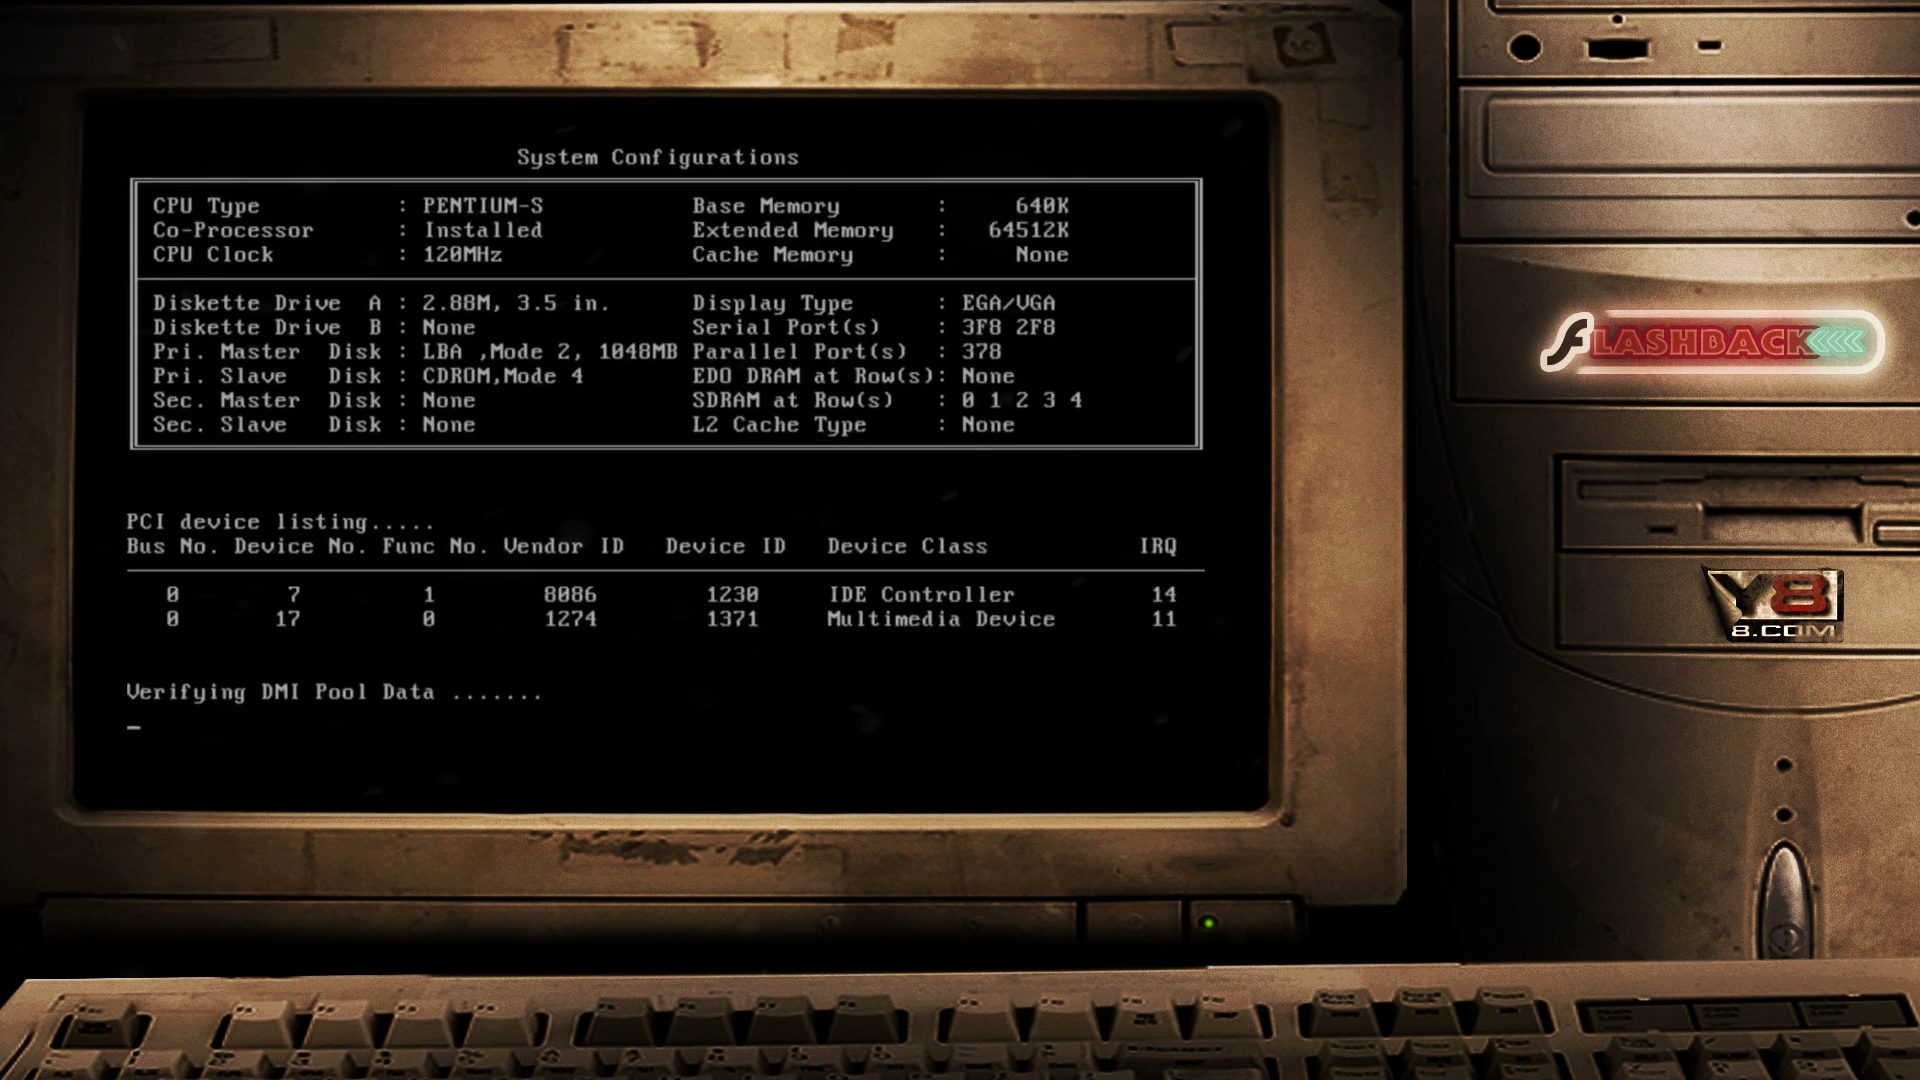 System Configurations
CPU Type : PENTIUM-S Base Memory : 640K
Co-Processor : Installed Extended Memory : 64512K
CPU Clock : 120MHz Cache Memory : None
Diskette Drive A : 2.88M, 3.5 in. Display Type : EGA/VGA
Diskette Drive B : None Serial Port(s) : 3F8 2F8
Pri. Master Disk : LBA ,Mode 2, 1048MB Parallel Port(s) : 378
Pri. Slave Disk : CDROM,Mode 4 EDO DRAM at Row(s): None
Sec. Master Disk : None SDRAM at Row(s) : 0 1 2 3 4
Sec. Slave Disk : None L2 Cache Type : None
PCI device listing.....
Bus No. Device No. Func No. Vendor ID Device ID Device Class IRQ
0 7 1 8086 1230 IDE Controller 14
0 17 0 1274 1371 Multimedia Device 11
Verifying DMI Pool Data .......
_
fLASHBACK
Y8
8.COM